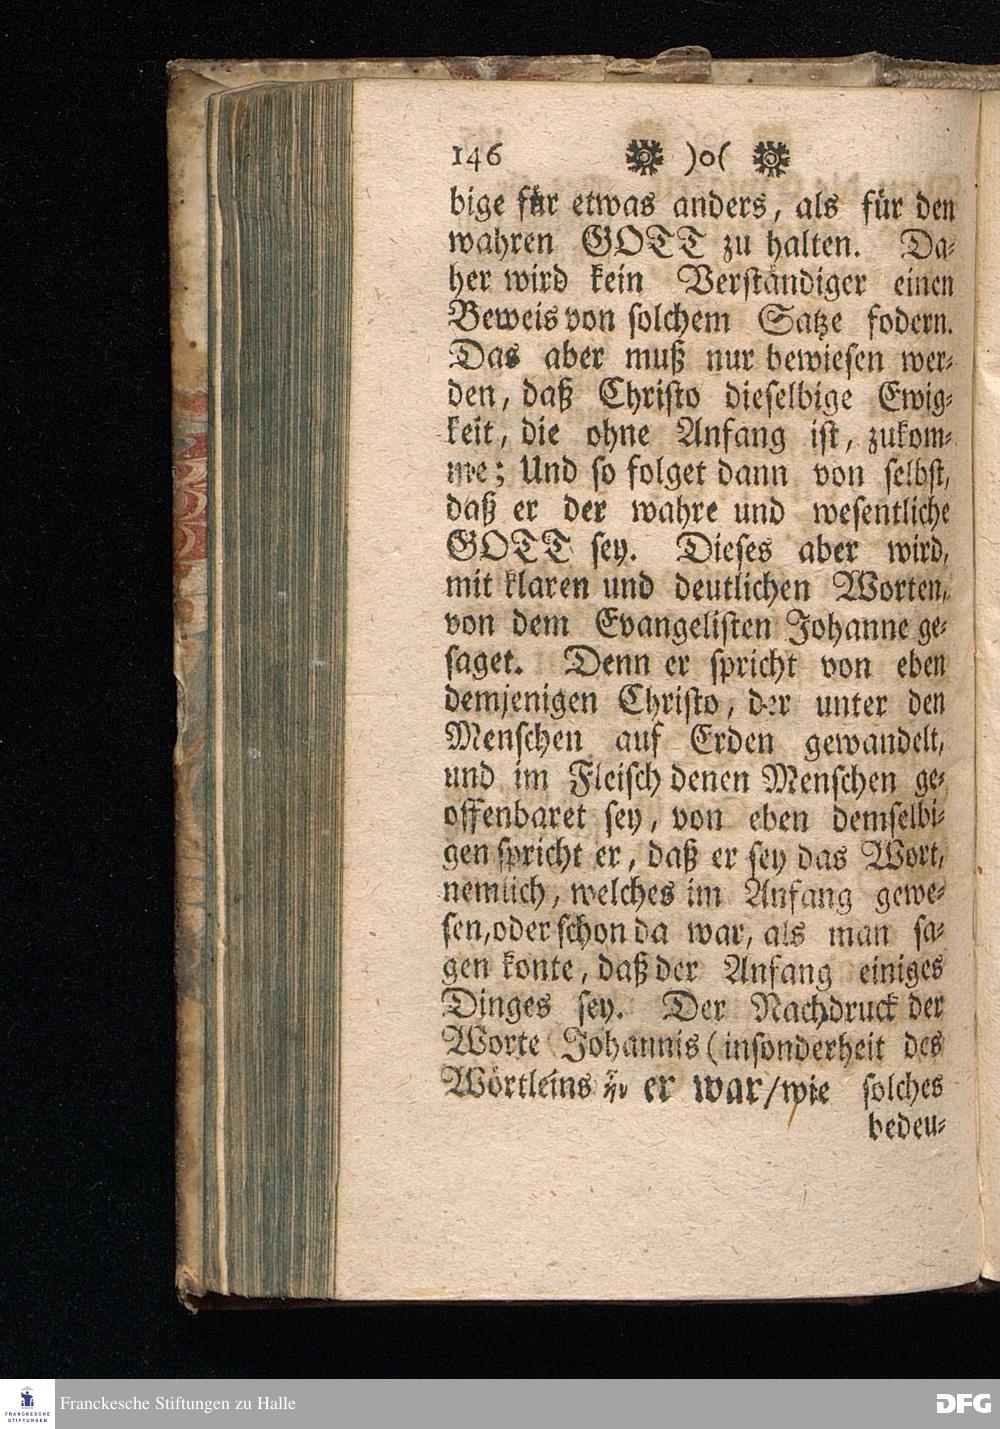 146 )o(
bige für etwas anders, als für den
wahren GOTT zu halten. Da⸗
her wird kein Verständiger einen
Beweis von solchem Satze fodern.
Das aber muß nur bewiesen wer⸗
den, daß Christo dieselbige Ewig⸗
keit, die ohne Anfang ist, zukom⸗
me; Und so folget dann von selbst,
daß er der wahre und wesentliche
GOTT sey. Dieses aber wird,
mit klaren und deutlichen Worten,
von dem Evangelisten Johanne ge⸗
saget. Denn er spricht von eben
demjenigen Christo, der unter den
Menschen auf Erden gewandelt,
und im Fleisch denen Menschen ge⸗
offenbaret sey, von eben demselbi⸗
gen spricht er, daß er sey das Wort,
nemlich, welches im Anfang gewe⸗
sen, oder schon da war, als man sa⸗
gen konte, daß der Anfang einiges
Dinges sey. Der Nachdruck der
Worte Johannis (insonderheit des
Wörtleins ἦν er war/wie solches
bedeu⸗
FRANCKESCHE STIFTUNGEN
Franckesche Stiftungen zu Halle
DFG